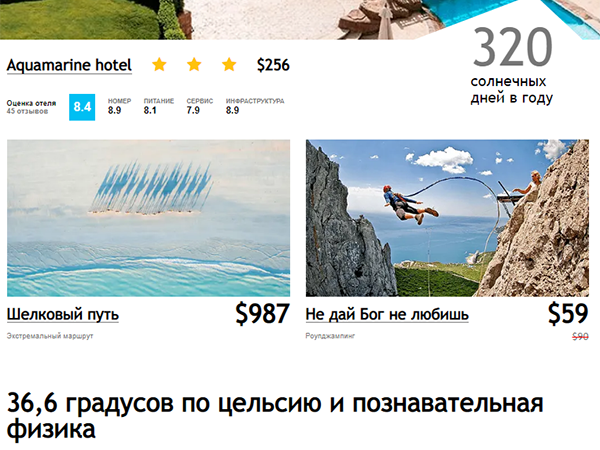 Aquamarine hotel $256
320
солнечных
дней в году
Оценка отеля
45 отзывов
8.4
НОМЕР ПИТАНИЕ СЕРВИС ИНФРАСТРУКТУРА
8.9 8.1 7.9 8.9
Шелковый путь $987
Экстремальный маршрут
Не дай Бог не любишь $59
Роупджампинг $90
36,6 градусов по цельсию и познавательная
физика